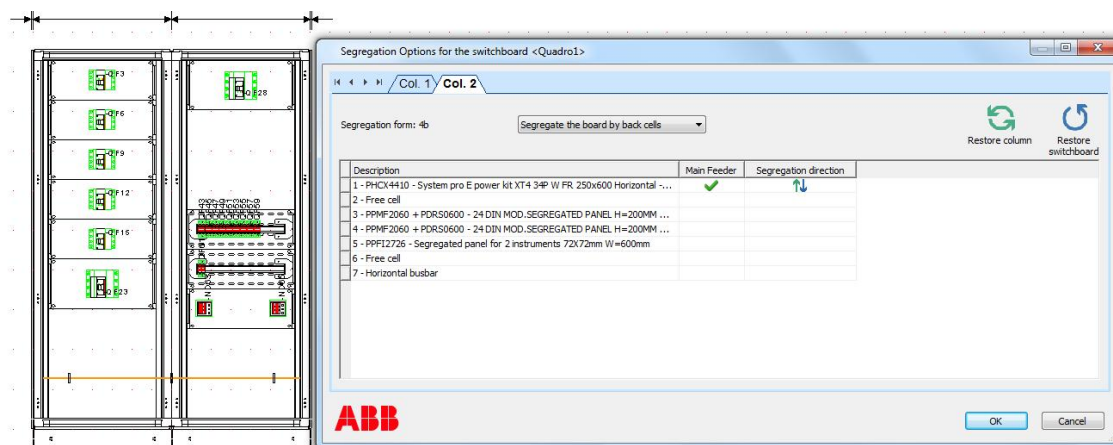 Segregation Options for the switchboard <Quadro1>
Col. 1
Col. 2
Segregation form: 4b
Segregate the board by back cells
Restore column
Restore
switchboard
Description Main Feeder Segregation direction
1 - PHCX4410 - System pro E power kit XT4 34P W FR 250x600 Horizontal -...
2 - Free cell
3 - PPMF2060 + PDRS0600 - 24 DIN MOD.SEGREGATED PANEL H=200MM ...
4 - PPMF2060 + PDRS0600 - 24 DIN MOD.SEGREGATED PANEL H=200MM ...
5 - PPFI2726 - Segregated panel for 2 instruments 72X72mm W=600mm
6 - Free cell
7 - Horizontal busbar
ABB
OK
Cancel
QF3
QF6
QF9
QF12
QF15
QF23
QF28